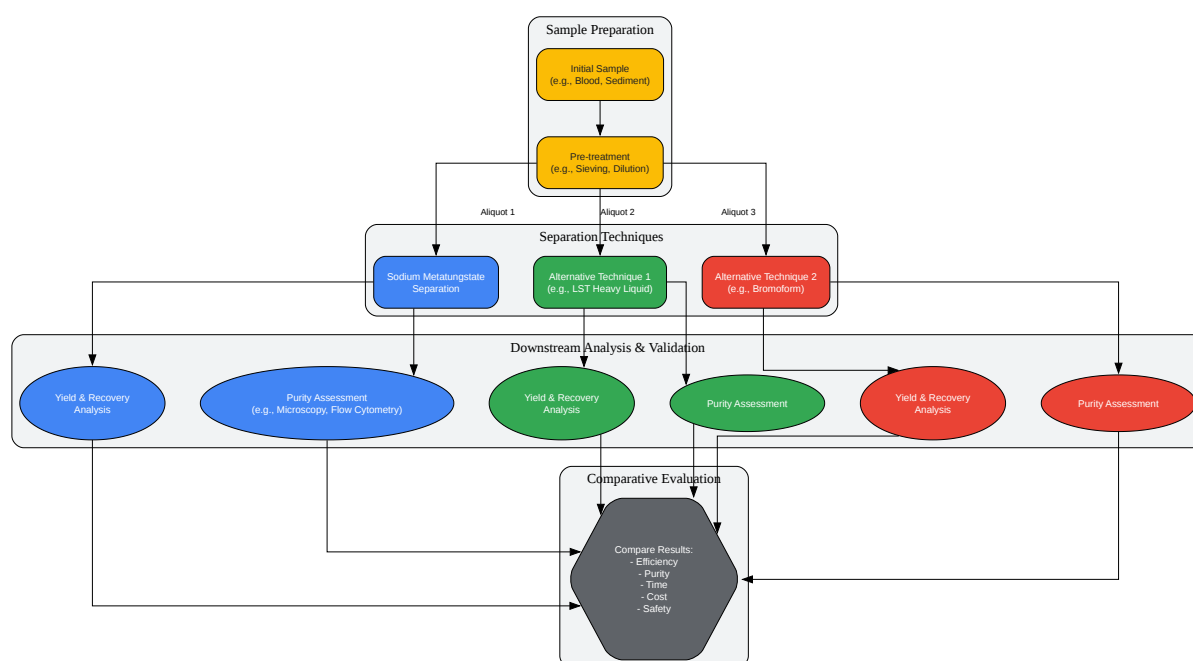 Sample Preparation
Initial Sample
(e.g., Blood, Sediment)
Pre-treatment
(e.g., Sieving, Dilution)
Aliquot 1
Aliquot 2
Aliquot 3
Separation Techniques
Sodium Metatungstate
Separation
Alternative Technique 1
(e.g., LST Heavy Liquid)
Alternative Technique 2
(e.g., Bromoform)
Downstream Analysis & Validation
Yield & Recovery
Analysis
Purity Assessment
(e.g., Microscopy, Flow Cytometry)
Yield & Recovery
Analysis
Purity Assessment
Yield & Recovery
Analysis
Purity Assessment
Comparative Evaluation
Compare Results:
- Efficiency
- Purity
- Time
- Cost
- Safety